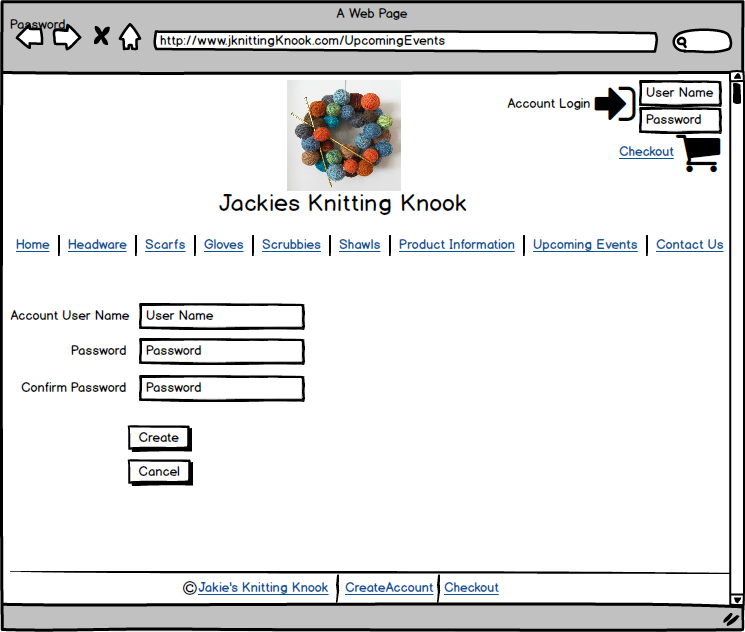 A Web Page
Password
http://www.jknittingKnook.com/UpcomingEvents
Account Login
User Name
Password
Checkout
Jackies Knitting Knook
Home Headware Scarfs Gloves Scrubbies Shawls Product Information Upcoming Events Contact Us
Account User Name User Name
Password Password
Confirm Password Password
Create
Cancel
©Jakie's Knitting Knook CreateAccount Checkout